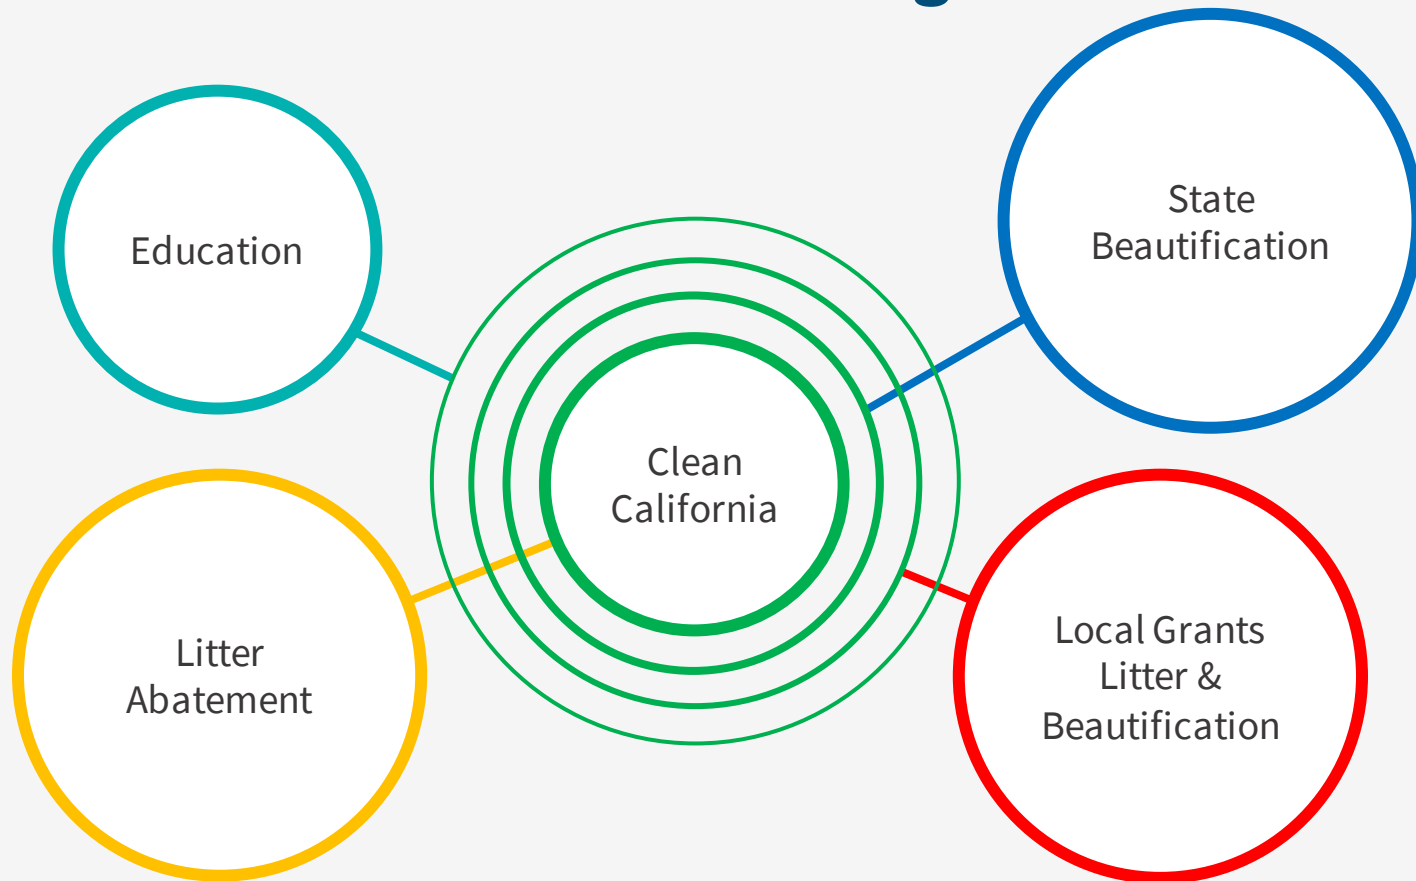 Education
State
Beautification
Clean
California
Litter
Abatement
Local Grants
Litter &
Beautification